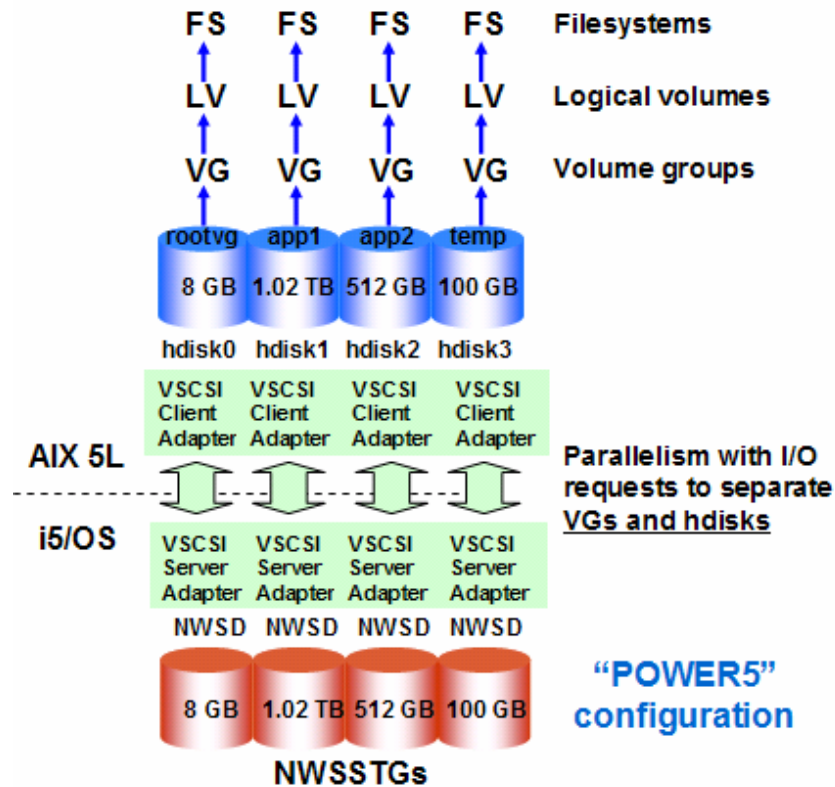 FS FS FS FS Filesystems
LV LV LV LV Logical volumes
VG VG VG VG Volume groups
rootvg app1 app2 temp
8 GB 1.02 TB 512 GB 100 GB
hdisk0 hdisk1 hdisk2 hdisk3
VSCSI VSCSI VSCSI VSCSI
Client Client Client Client
Adapter Adapter Adapter Adapter
AIX 5L
i5/OS
Parallelism with I/O
requests to separate
VGs and hdisks
VSCSI VSCSI VSCSI VSCSI
Server Server Server Server
Adapter Adapter Adapter Adapter
NWSD NWSD NWSD NWSD
8 GB 1.02 TB 512 GB 100 GB
NWSSTGs
“POWER5”
configuration